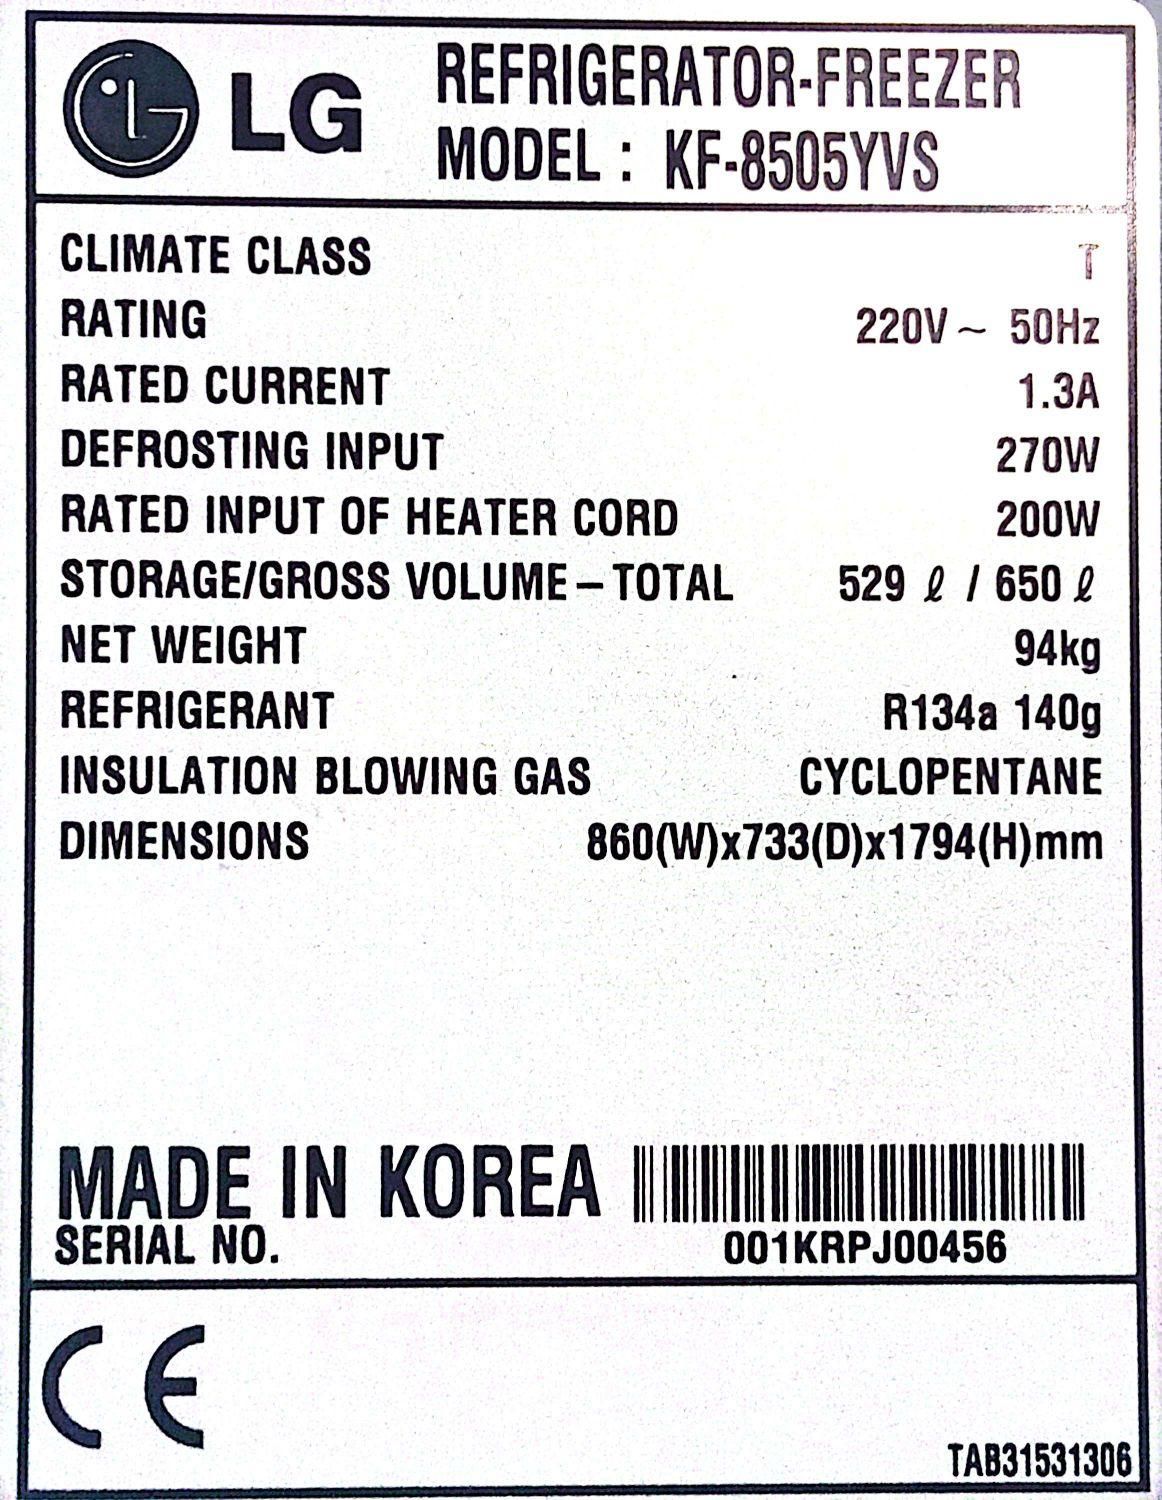 LG
REFRIGERATOR-FREEZER
MODEL : KF-8505YVS
CLIMATE CLASS T
RATING 220V ~ 50Hz
RATED CURRENT 1.3A
DEFROSTING INPUT 270W
RATED INPUT OF HEATER CORD 200W
STORAGE/GROSS VOLUME – TOTAL 529 ℓ / 650 ℓ
NET WEIGHT 94kg
REFRIGERANT R134a 140g
INSULATION BLOWING GAS CYCLOPENTANE
DIMENSIONS 860(W)x733(D)x1794(H)mm
MADE IN KOREA
SERIAL NO. 001KRPJ00456
CE
TAB31531306